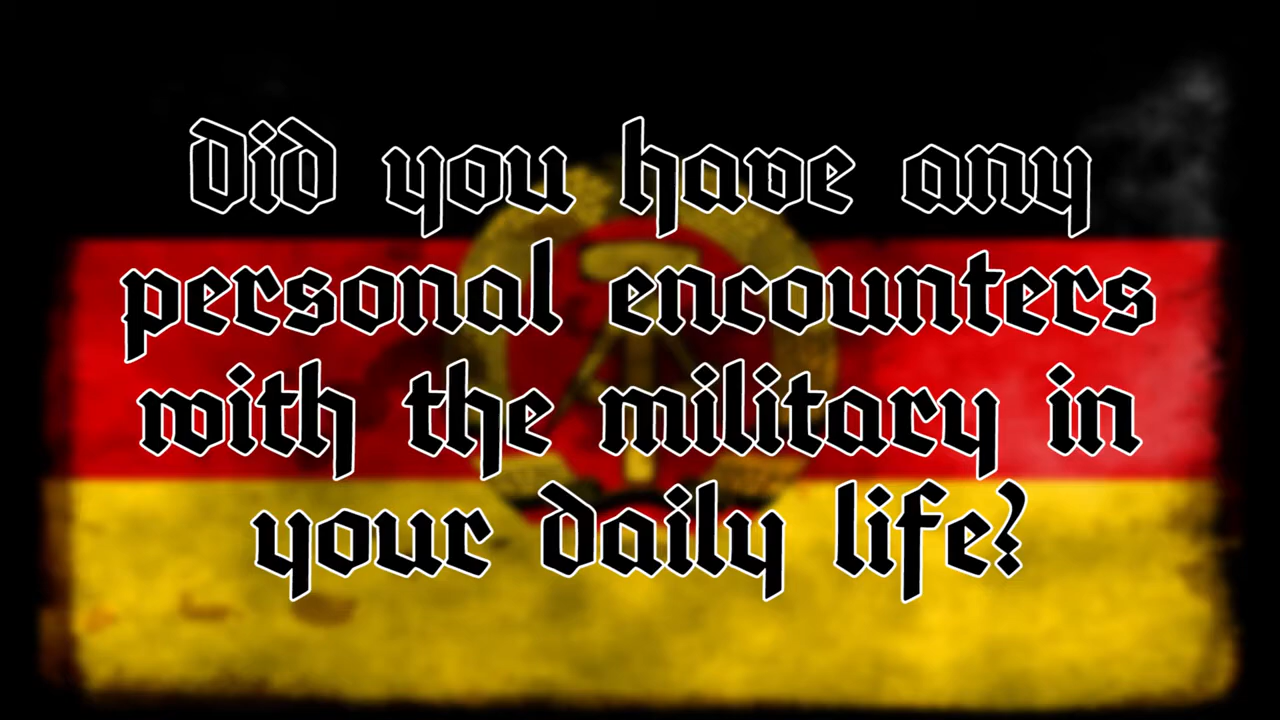 Did you have any
personal encounters
with the military in
your daily life?